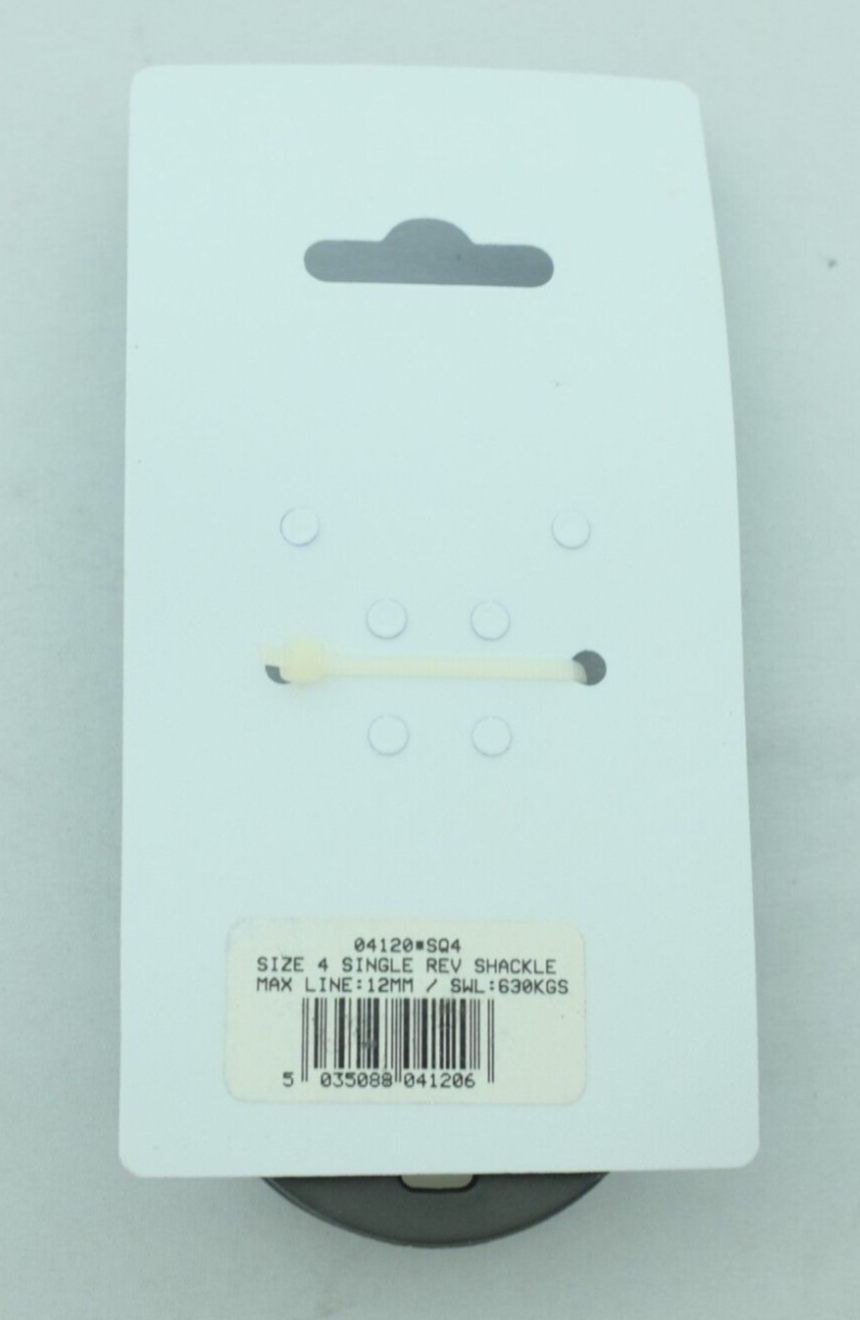 04120*SQ4
SIZE 4 SINGLE REV SHACKLE
MAX LINE:12MM / SWL:630KGS
5 035088 041206